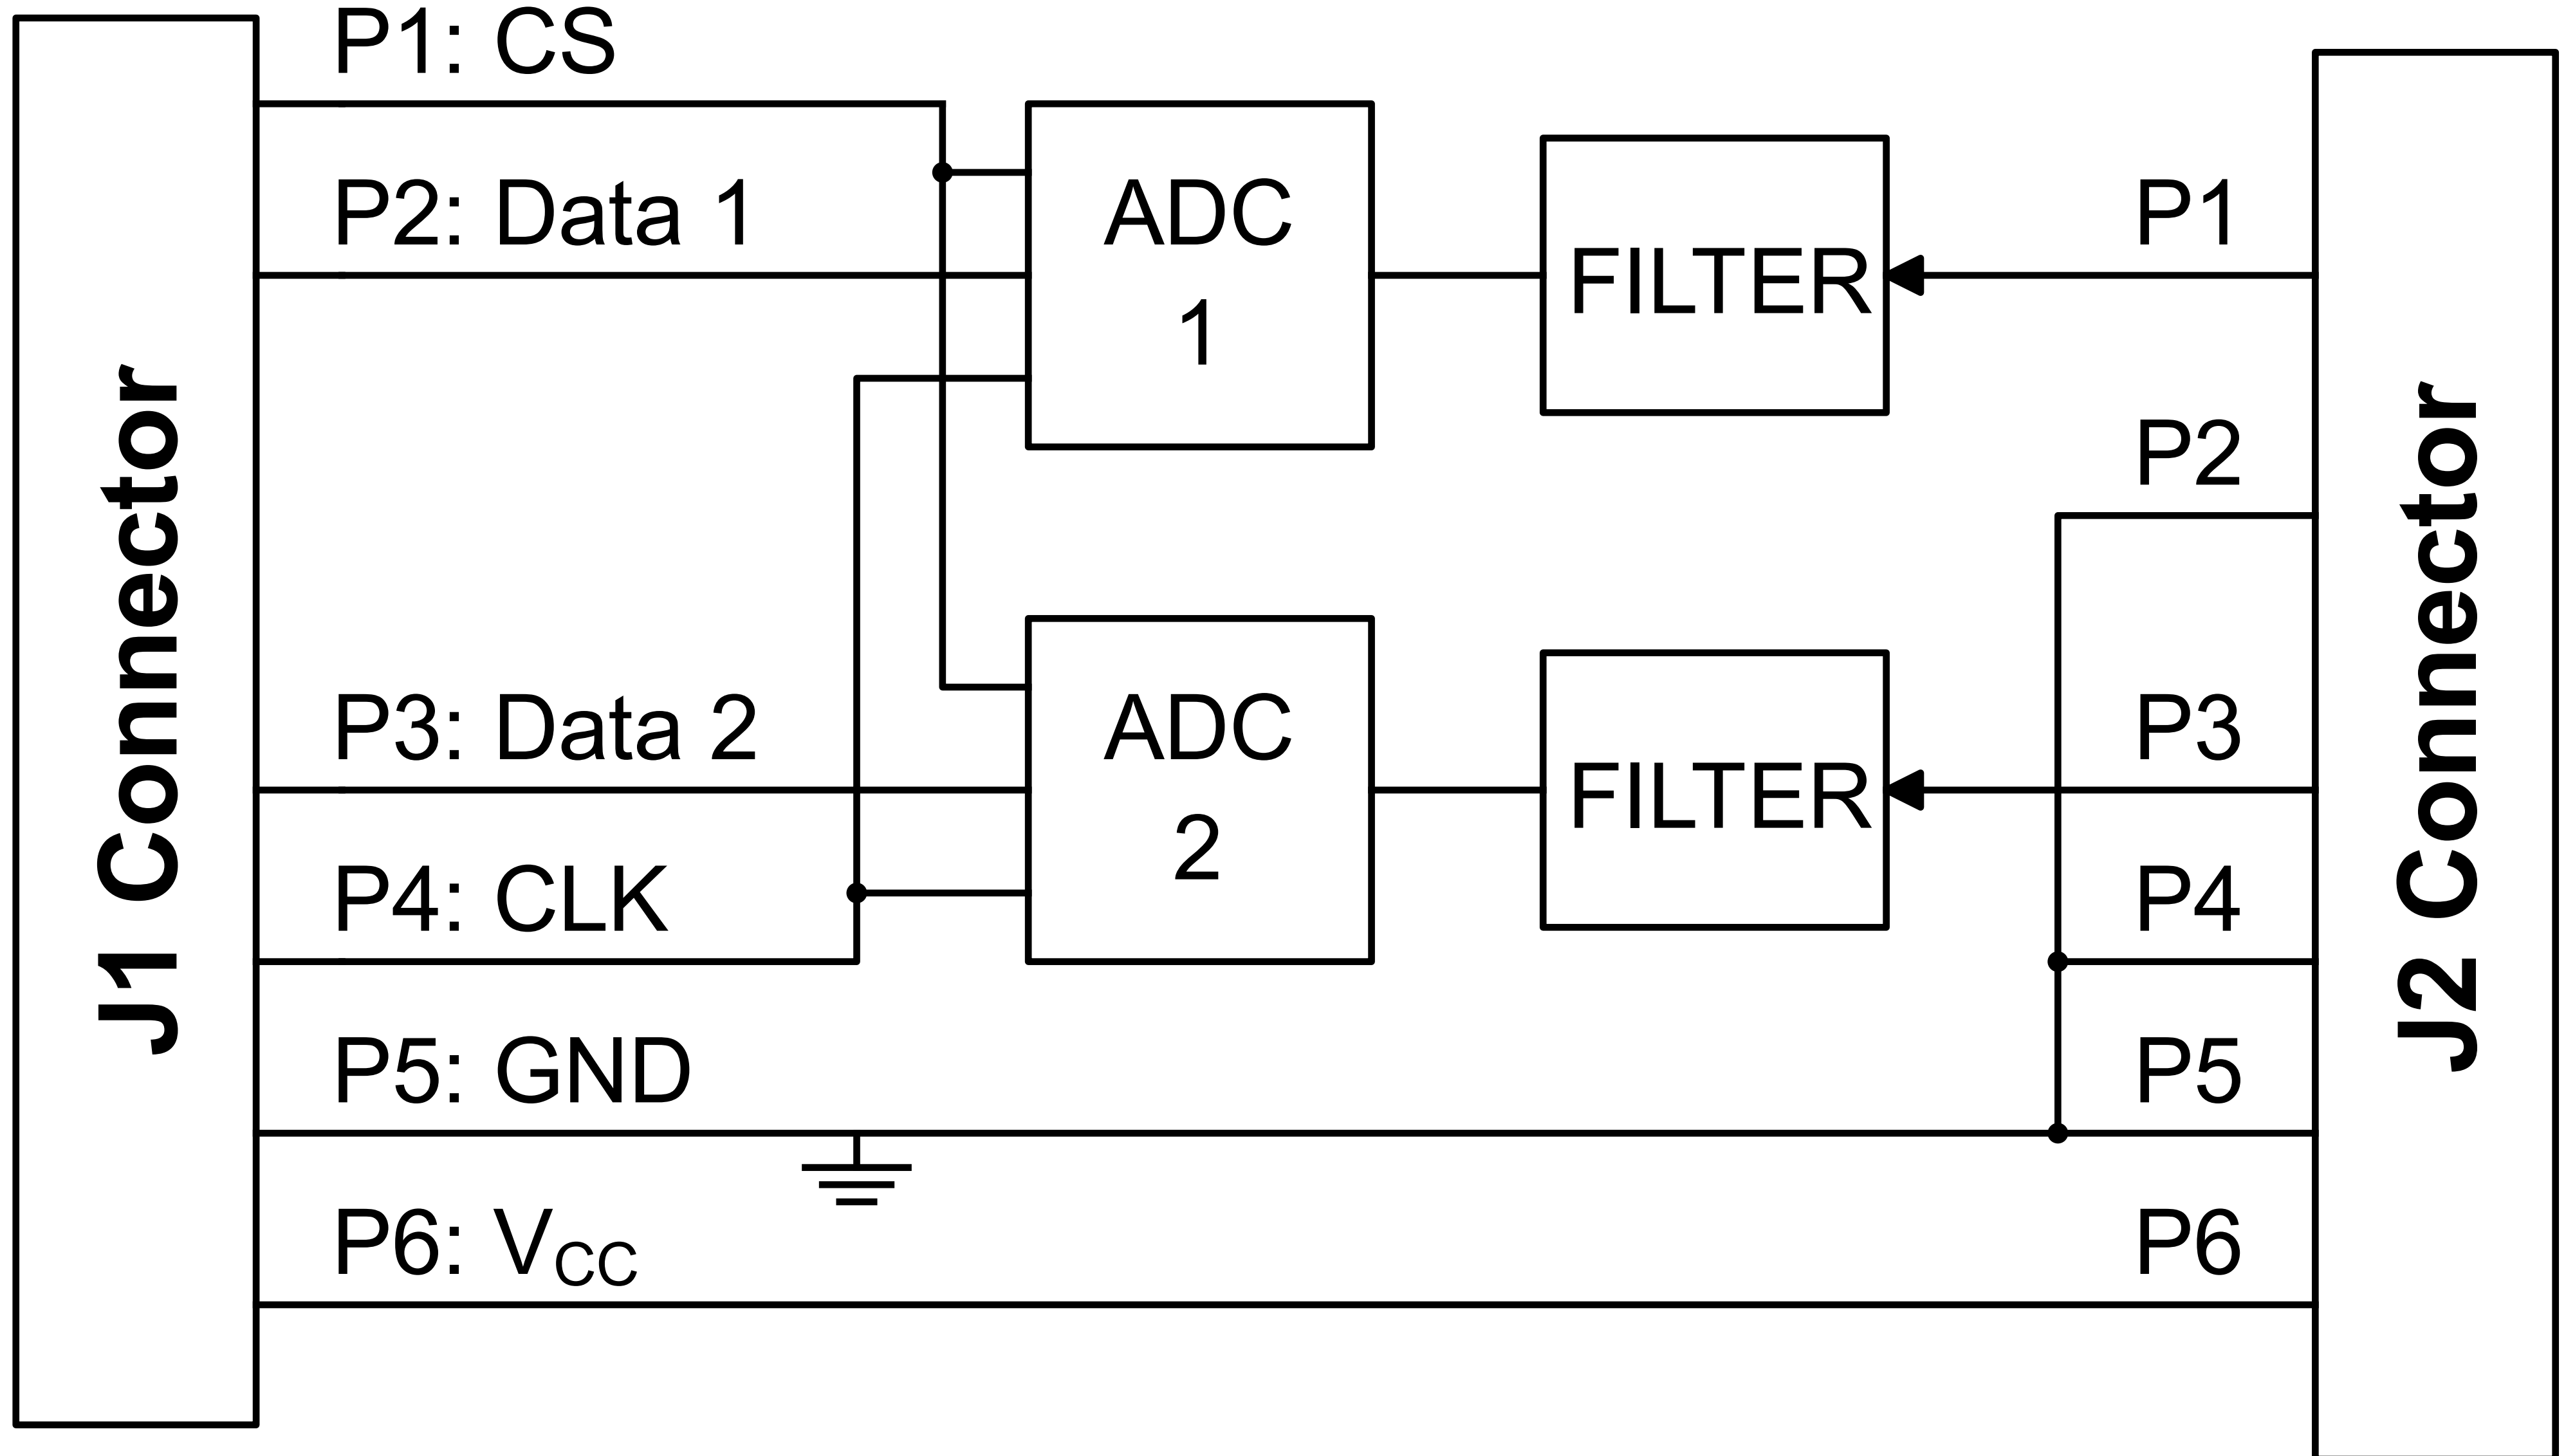 J1 Connector
P1: CS
P2: Data 1
P3: Data 2
P4: CLK
P5: GND
P6: VCC
ADC
1
FILTER
ADC
2
FILTER
P1
P2
P3
P4
P5
P6
J2 Connector